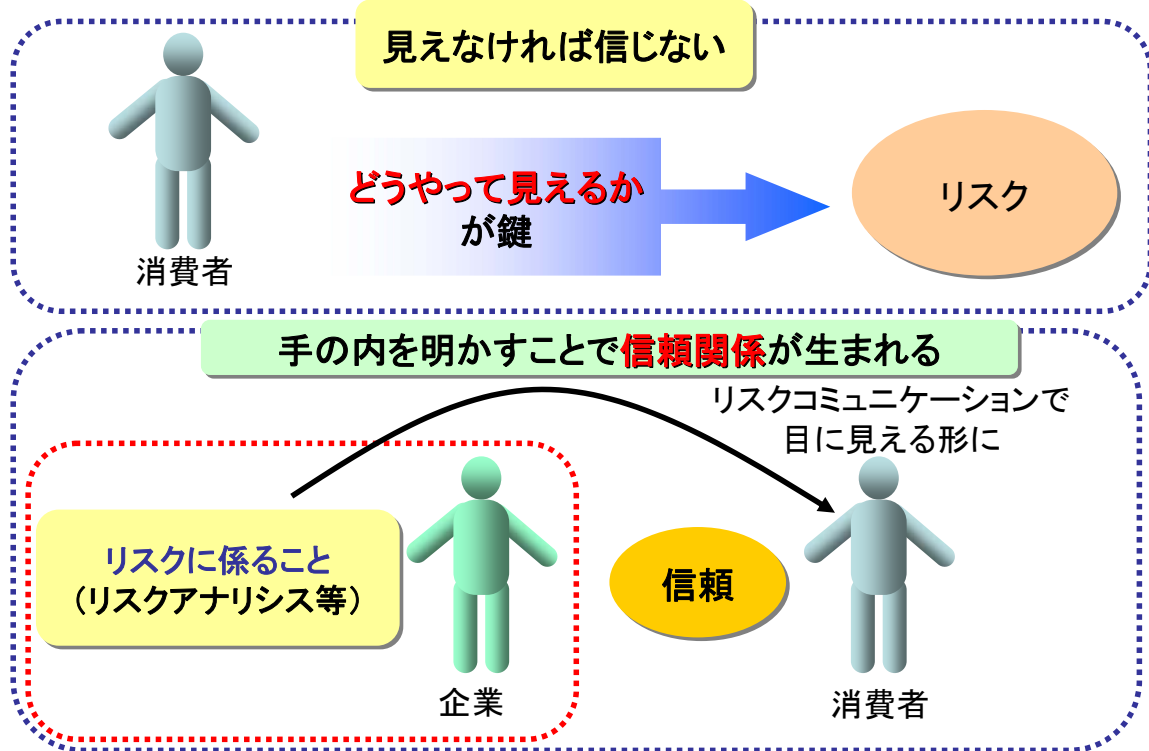 見えなければ信じない
どうやって見えるか
が鍵
リスク
消費者
手の内を明かすことで信頼関係が生まれる
リスクコミュニケーションで
目に見える形に
リスクに係ること
（リスクアナリシス等）
信頼
企業
消費者